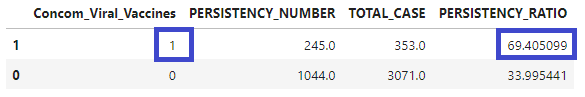 Concom_Viral_Vaccines PERSISTENCY_NUMBER TOTAL_CASE PERSISTENCY_RATIO
1 1 245.0 353.0 69.405099
0 0 1044.0 3071.0 33.995441